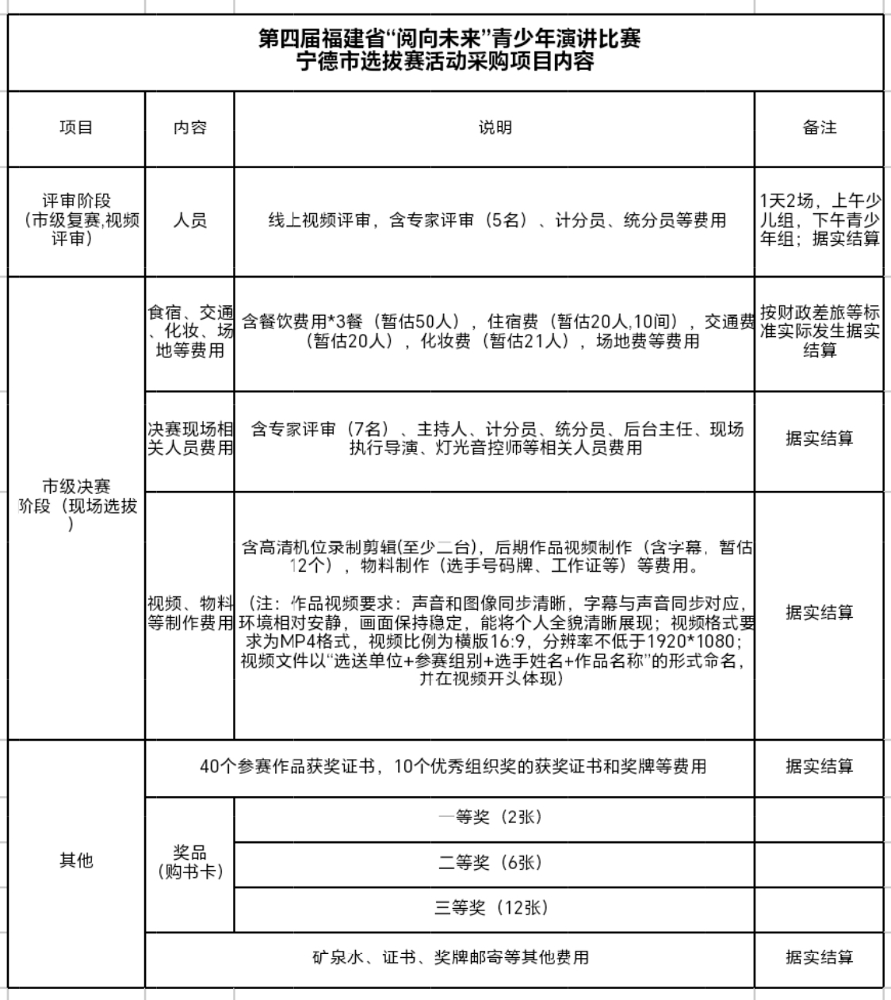 第四届福建省“阅向未来”青少年演讲比赛
宁德市选拔赛活动采购项目内容
项目
内容
说明
备注
评审阶段
（市级复赛,视频
评审）
人员
线上视频评审，含专家评审（5名）、计分员、统分员等费用
1天2场，上午少
儿组，下午青少
年组；据实结算
市级决赛
阶段（现场选拔
）
食宿、交通
、化妆、场
地等费用
含餐饮费用*3餐（暂估50人），住宿费（暂估20人,10间），交通费
（暂估20人），化妆费（暂估21人），场地费等费用
按财政差旅等标
准实际发生据实
结算
决赛现场相
关人员费用
含专家评审（7名）、主持人、计分员、统分员、后台主任、现场
执行导演、灯光音控师等相关人员费用
据实结算
视频、物料
等制作费用
含高清机位录制剪辑(至少二台)，后期作品视频制作（含字幕，暂估
12个），物料制作（选手号码牌、工作证等）等费用。
（注：作品视频要求：声音和图像同步清晰，字幕与声音同步对应，
环境相对安静，画面保持稳定，能将个人全貌清晰展现；视频格式要
求为MP4格式，视频比例为横版16:9，分辨率不低于1920*1080；
视频文件以“选送单位+参赛组别+选手姓名+作品名称”的形式命名，
并在视频开头体现）
据实结算
其他
40个参赛作品获奖证书，10个优秀组织奖的获奖证书和奖牌等费用
据实结算
奖品
（购书卡）
一等奖（2张）
二等奖（6张）
三等奖（12张）
矿泉水、证书、奖牌邮寄等其他费用
据实结算